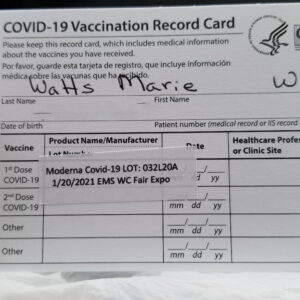 COVID-19 Vaccination Record Card
Please keep this record card, which includes medical information
about the vaccines you have received.
Por favor, guarde esta tarjeta de registro, que incluye información
médica sobre las vacunas que ha recibido.
Watts Marie W
Last Name First Name
Date of birth Patient number (medical record or IIS record
Vaccine Product Name/Manufacturer Date Healthcare Profes
Lot Number or Clinic Site
1st Dose
COVID-19
Moderna Covid-19 LOT: 032L20A
1/20/2021 EMS WC Fair Expo
yy
2nd Dose
COVID-19
mm dd yy
Other
mm dd yy
Other
mm dd yy